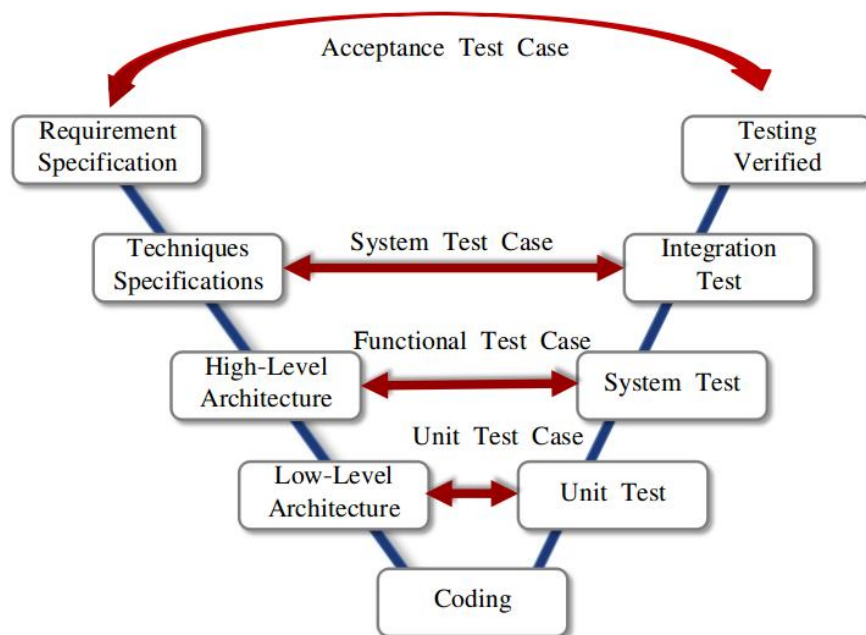 Acceptance Test Case
Requirement
Specification
Testing
Verified
System Test Case
Techniques
Specifications
Integration
Test
Functional Test Case
High-Level
Architecture
System Test
Unit Test Case
Low-Level
Architecture
Unit Test
Coding